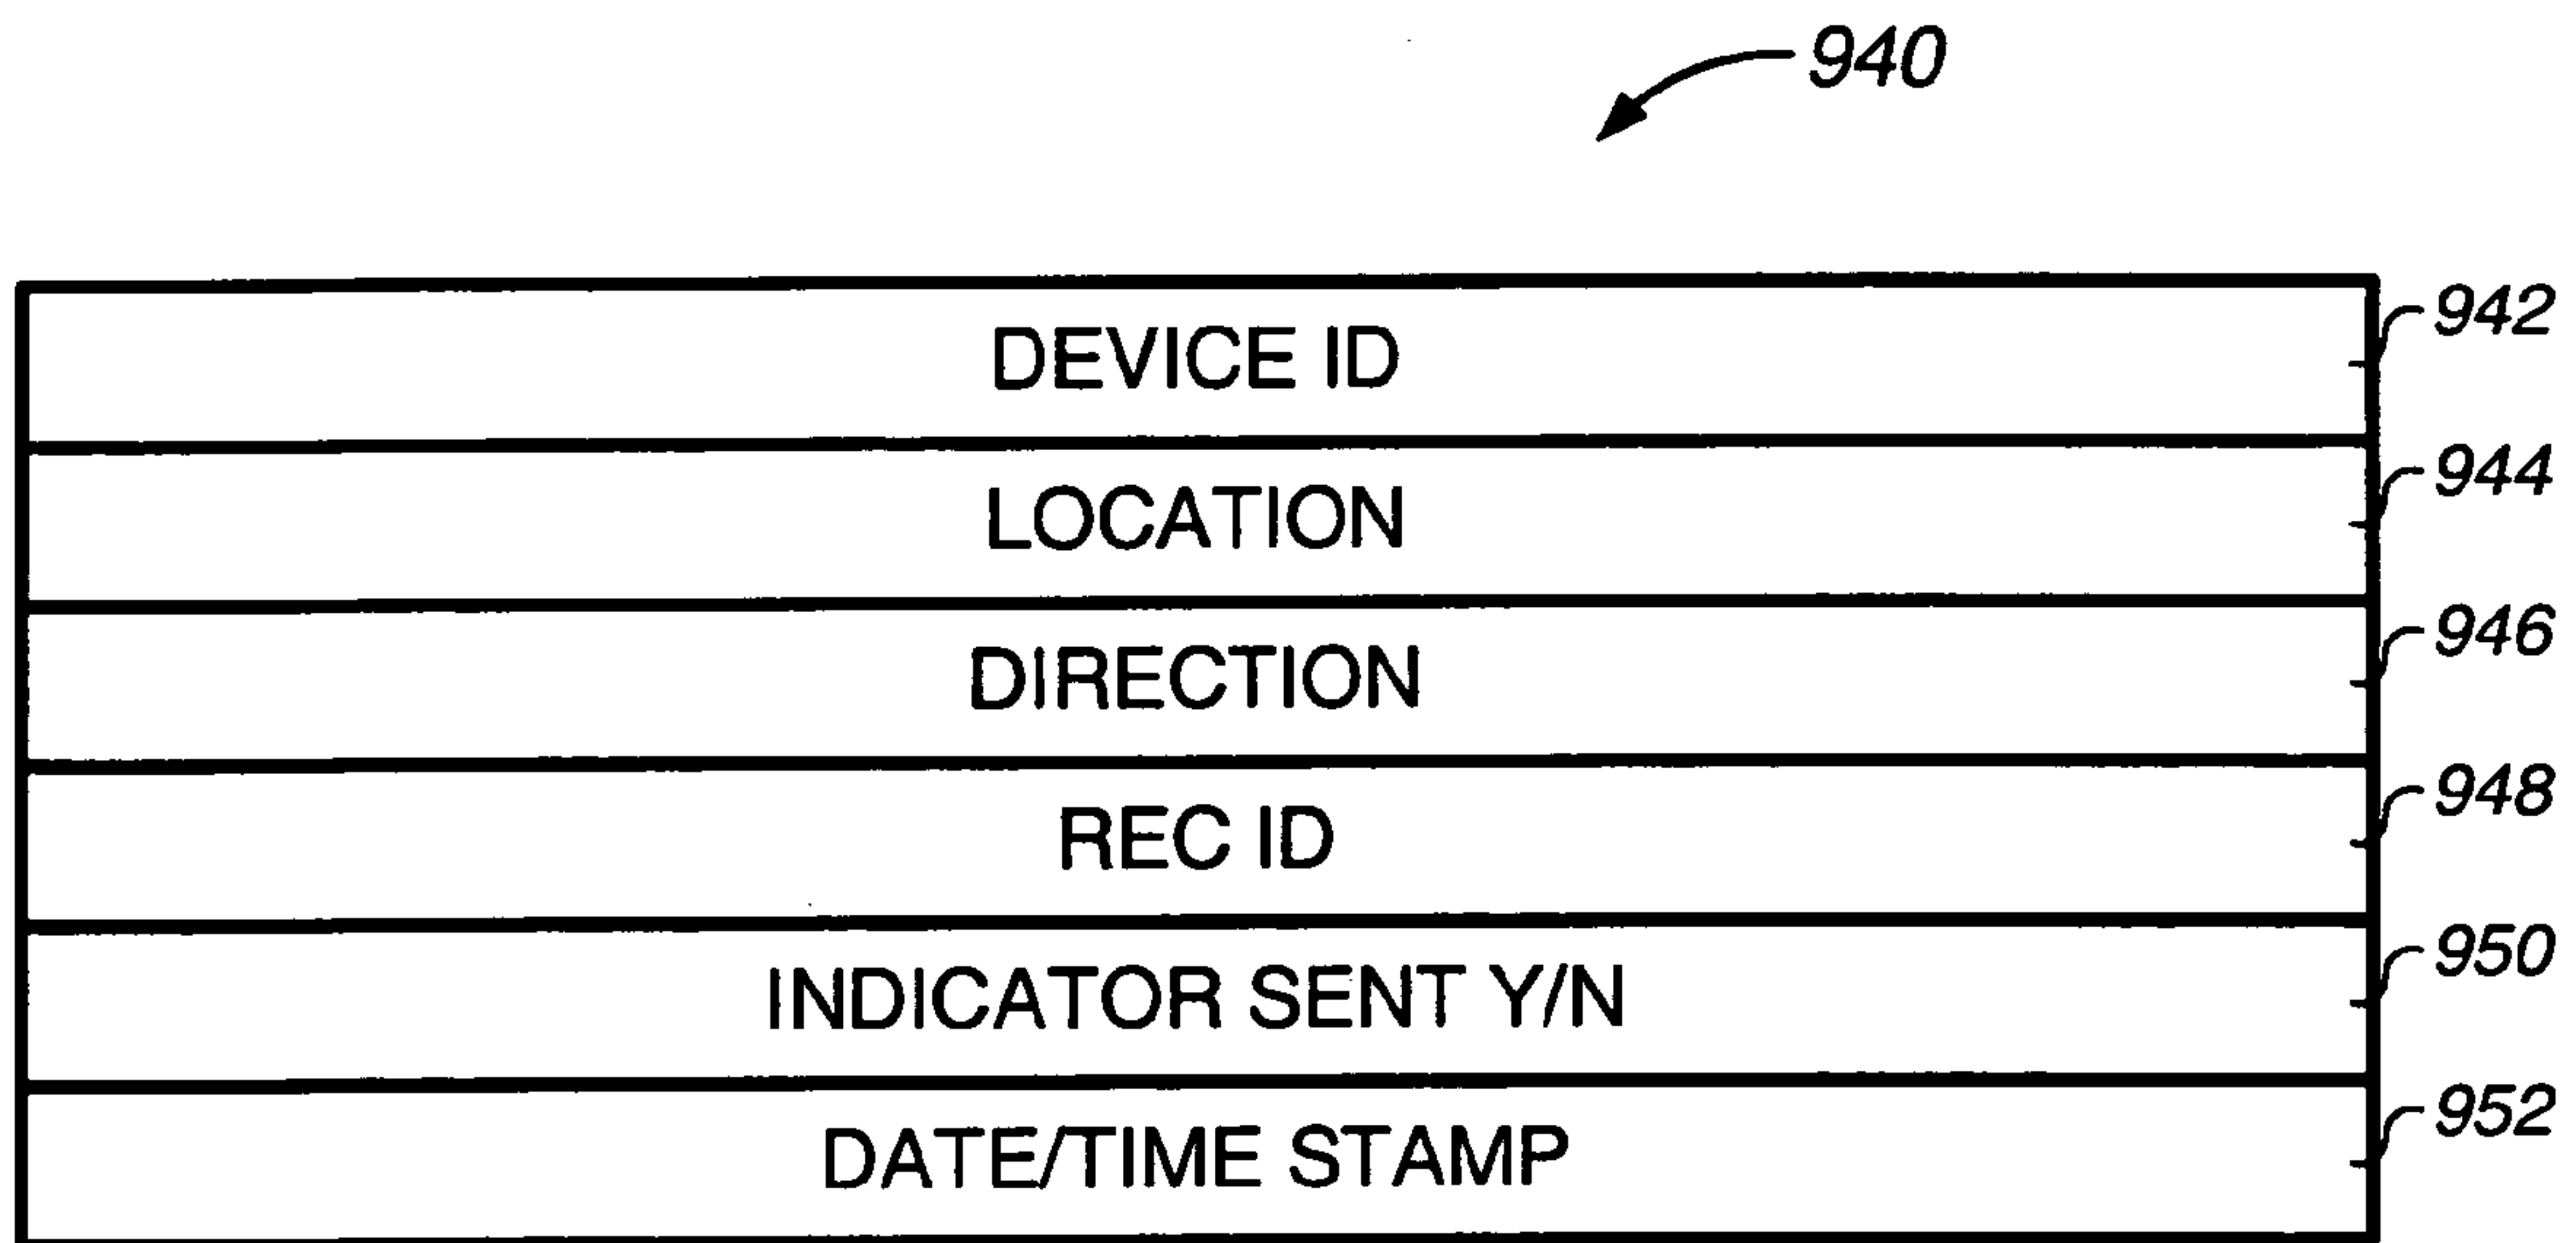 940
DEVICE ID 942
LOCATION 944
DIRECTION 946
REC ID 948
INDICATOR SENT Y/N 950
DATE/TIME STAMP 952